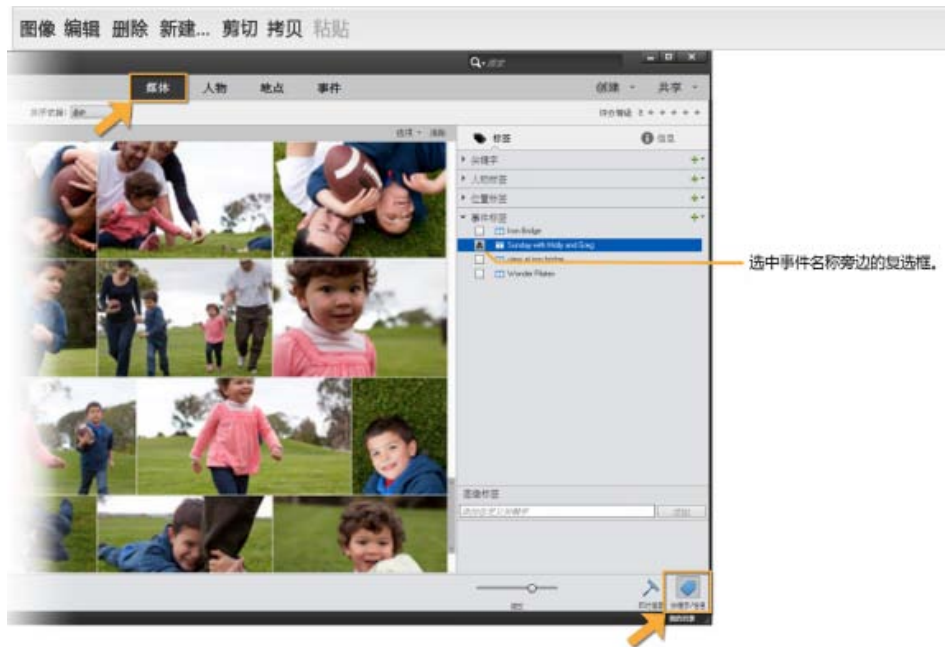 图像 编辑 删除 新建... 剪切 拷贝 粘贴
媒体 人物 地点 事件 创建 共享
标签 信息
关键字
人物标签
位置标签
事件标签
Iron Bridge
Sunday with Molly and Greg
选中事件名称旁边的复选框。
Wonder Pilates
图像标签
添加